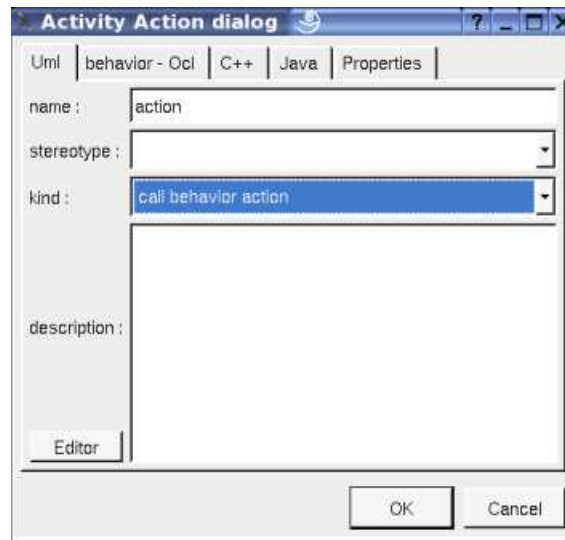 Activity Action dialog
Uml behavior - Ocl C++ Java Properties
name : action
stereotype :
kind : call behavior action
description :
Editor
OK Cancel